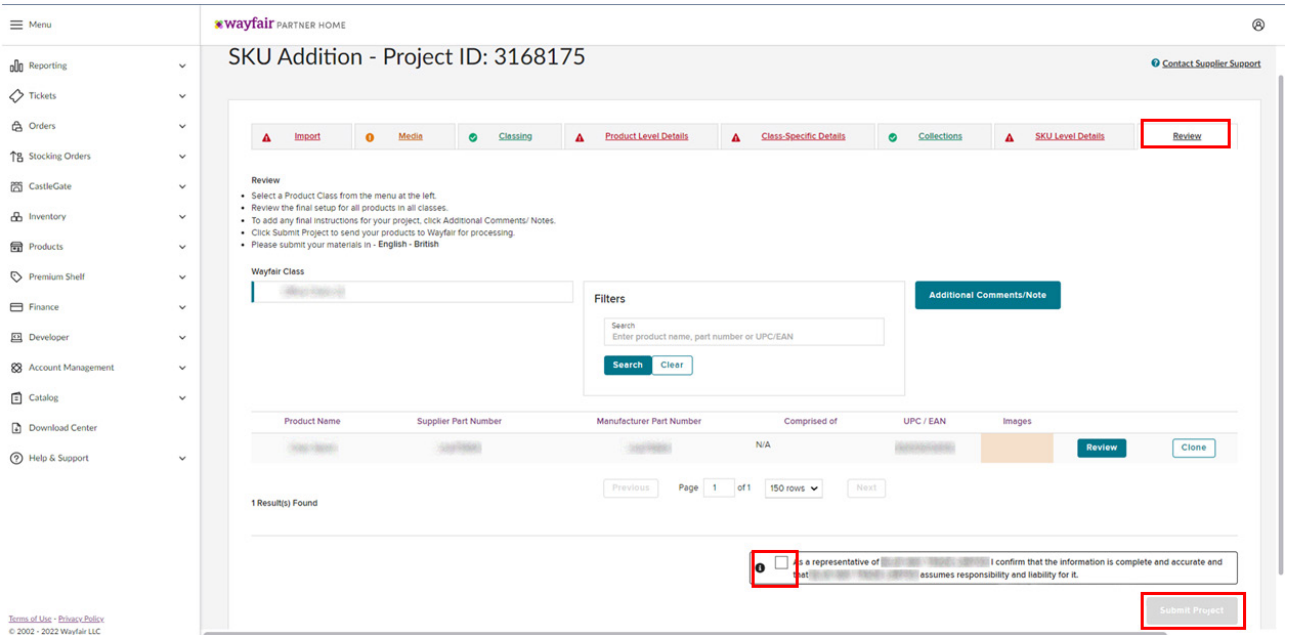 Menu
wayfair PARTNER HOME
Reporting
Tickets
Orders
Stocking Orders
CastleGate
Inventory
Products
Premium Shelf
Finance
Developer
Account Management
Catalog
Download Center
Help & Support
Terms of Use - Privacy Policy
© 2002 - 2022 Wayfair LLC
SKU Addition - Project ID: 3168175
Contact Supplier Support
Import Media Classing Product Level Details Class-Specific Details Collections SKU Level Details Review
Review
Select a Product Class from the menu at the left.
Review the final setup for all products in all classes.
To add any final instructions for your project, click Additional Comments/ Notes.
Click Submit Project to send your products to Wayfair for processing.
Please submit your materials in - English - British
Wayfair Class
Filters
Search
Enter product name, part number or UPC/EAN
Search Clear
Additional Comments/Note
Product Name Supplier Part Number Manufacturer Part Number Comprised of UPC / EAN Images
N/A Review Clone
Previous Page 1 of 1 150 rows Next
1 Result(s) Found
As a representative of I confirm that the information is complete and accurate and
that assumes responsibility and liability for it.
Submit Project